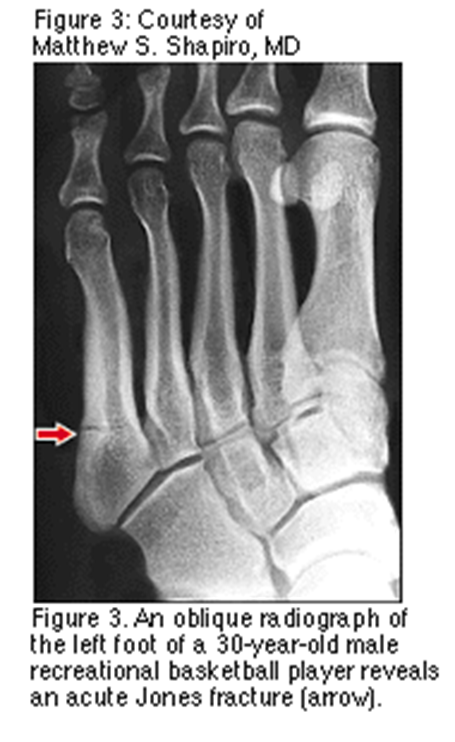 Figure 3: Courtesy of
Matthew S. Shapiro, MD
Figure 3. An oblique radiograph of
the left foot of a 30-year-old male
recreational basketball player reveals
an acute Jones fracture (arrow).